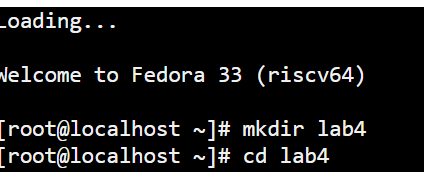 Loading...
Welcome to Fedora 33 (riscv64)
[root@localhost ~]# mkdir lab4
[root@localhost ~]# cd lab4